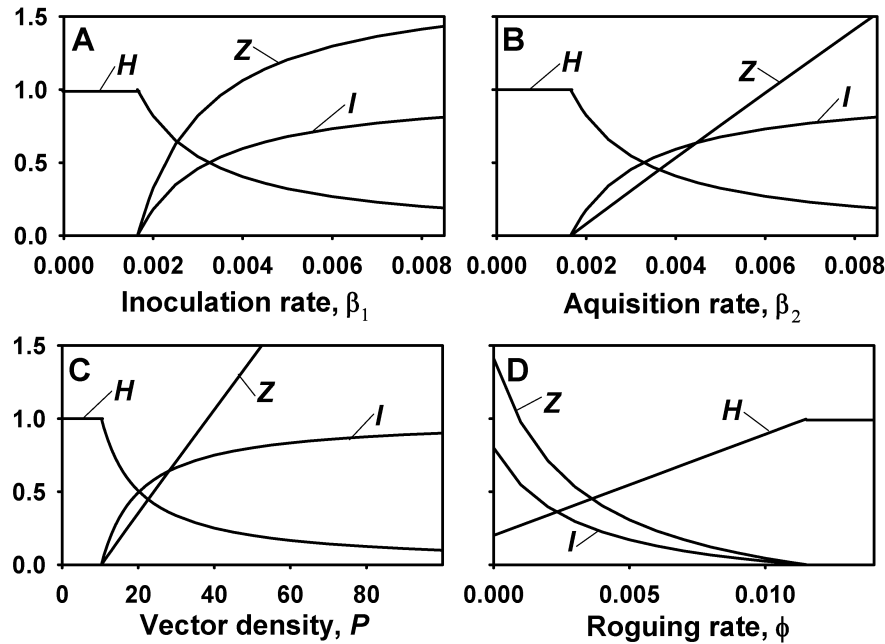 1.5
A
Z
B
Z
H
H
1.0
I
I
0.5
0.0
0.000 0.002 0.004 0.006 0.008 0.000 0.002 0.004 0.006 0.008
Inoculation rate, β₁
Aquisition rate, β₂
1.5
C
D
H
Z
Z
H
1.0
I
0.5
I
0.0
0 20 40 60 80
0.000 0.005 0.010
Vector density, P
Roguing rate, ϕ